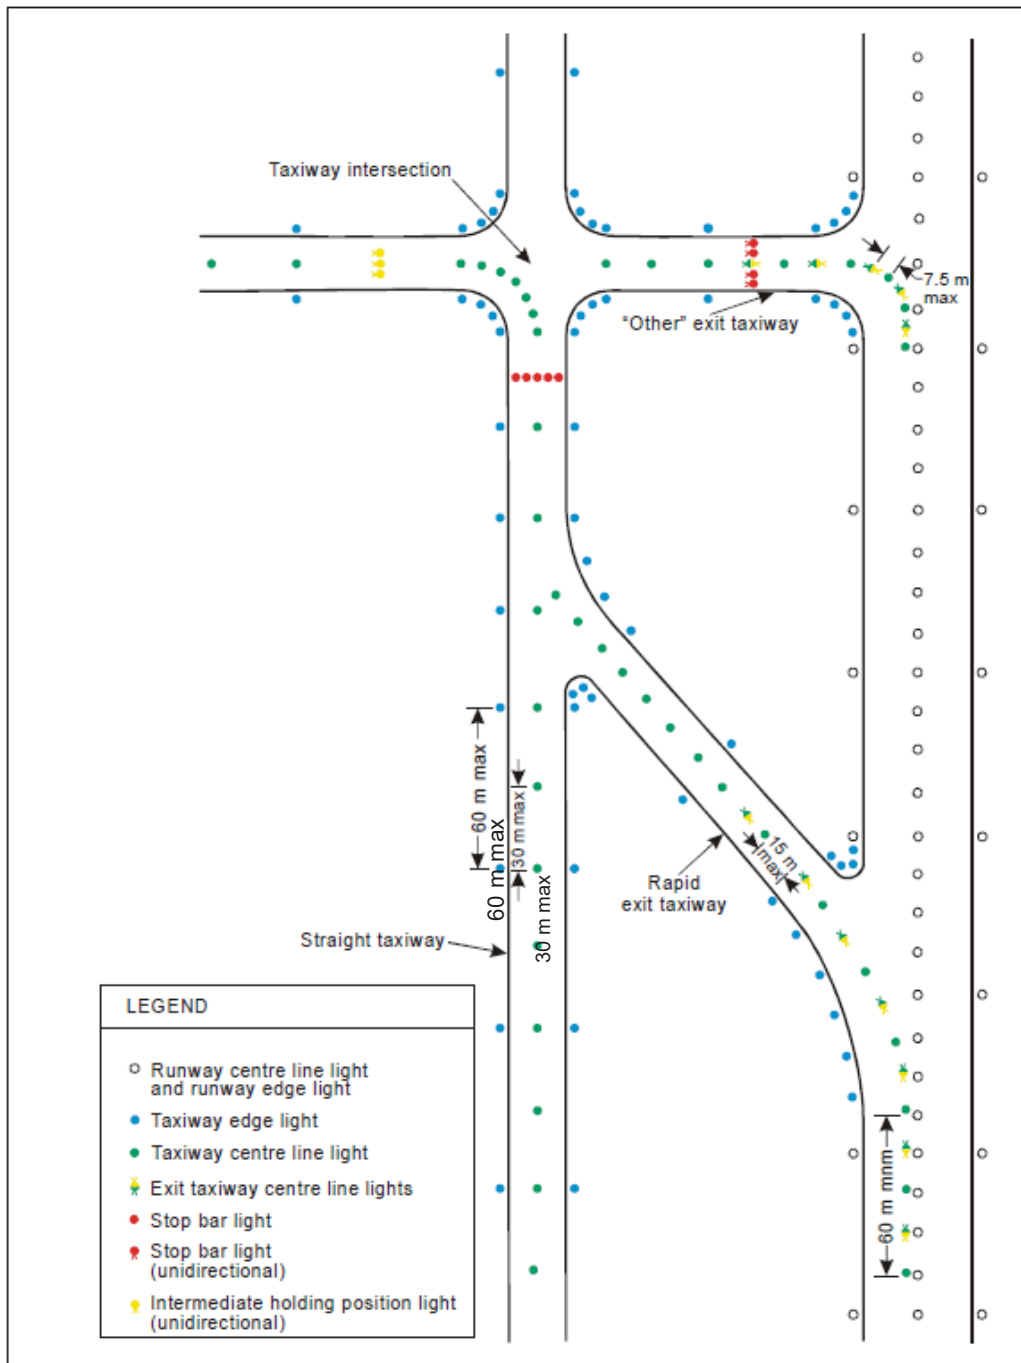 Taxiway intersection
7.5 m
max
"Other" exit taxiway
60 m max
30 m max
60 m max
30 m max
15 m
max
Rapid
exit taxiway
Straight taxiway
60 m mnm
LEGEND
Runway centre line light
and runway edge light
Taxiway edge light
Taxiway centre line light
Exit taxiway centre line lights
Stop bar light
Stop bar light
(unidirectional)
Intermediate holding position light
(unidirectional)